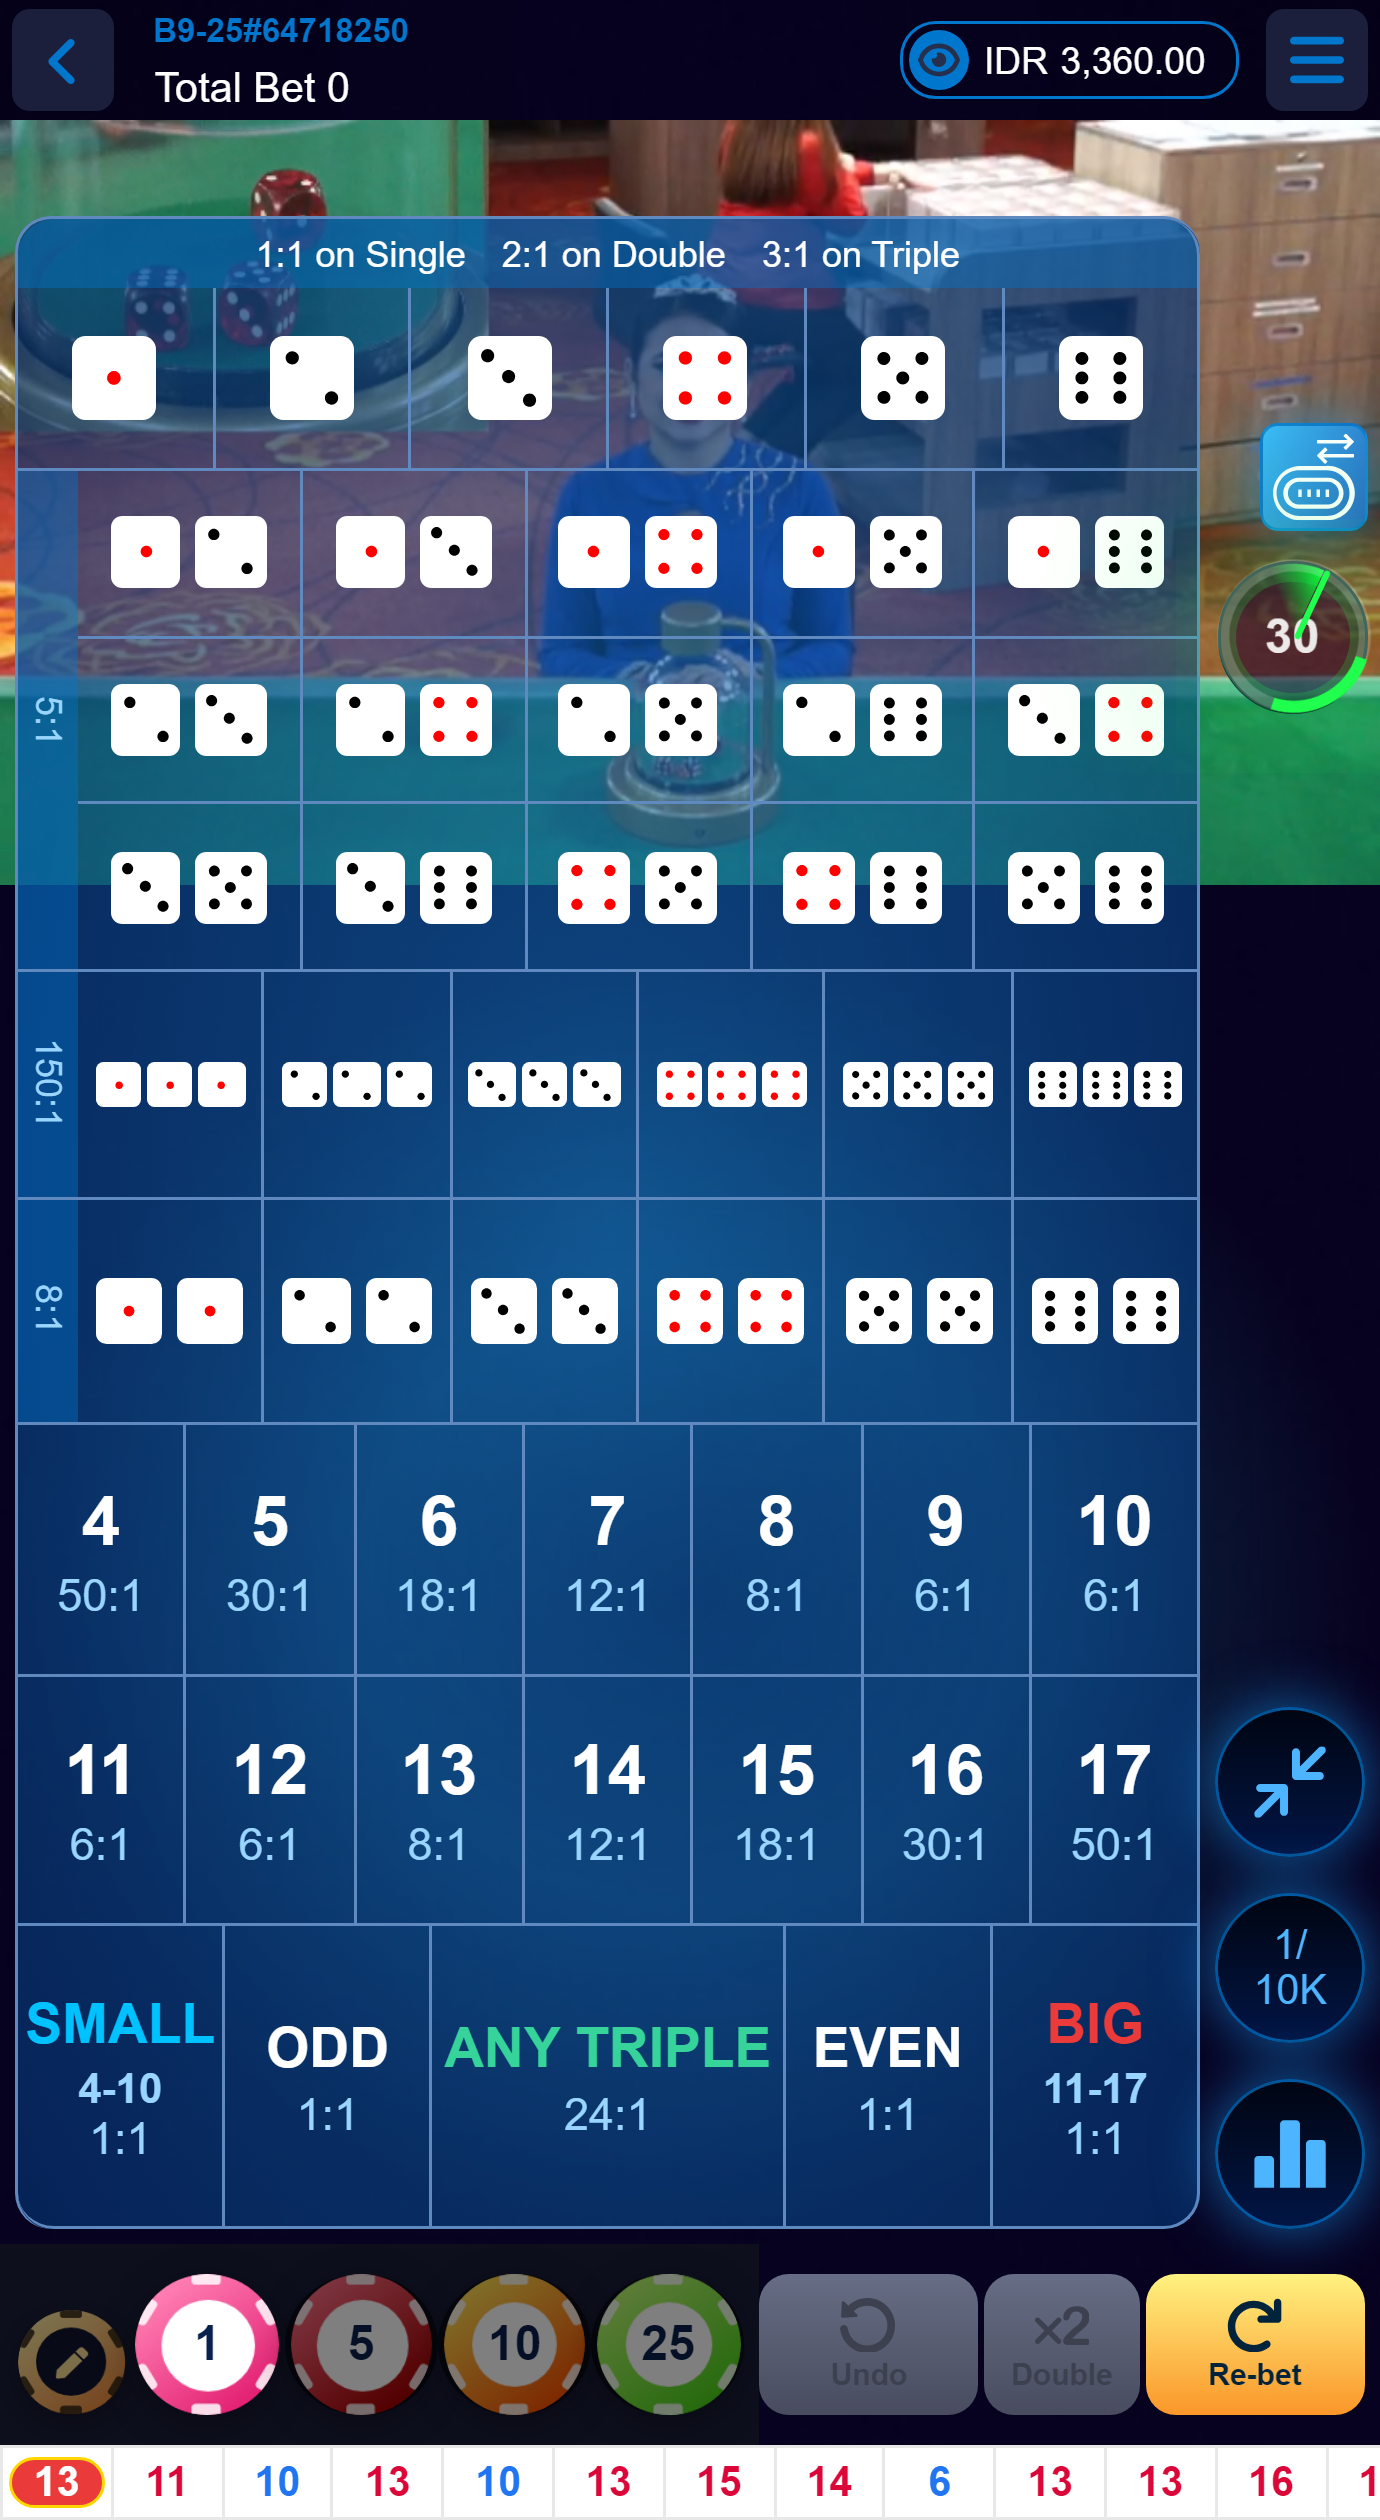 B9-25#64718250
Total Bet 0
IDR 3,360.00
1:1 on Single 2:1 on Double 3:1 on Triple
30
5:1
150:1
8:1
4 5 6 7 8 9 10
50:1 30:1 18:1 12:1 8:1 6:1 6:1
11 12 13 14 15 16 17
6:1 6:1 8:1 12:1 18:1 30:1 50:1
1/
10K
SMALL ODD ANY TRIPLE EVEN BIG
4-10 11-17
1:1 1:1 24:1 1:1 1:1
1 5 10 25
x2
Undo Double Re-bet
13 11 10 13 10 13 15 14 6 13 13 16